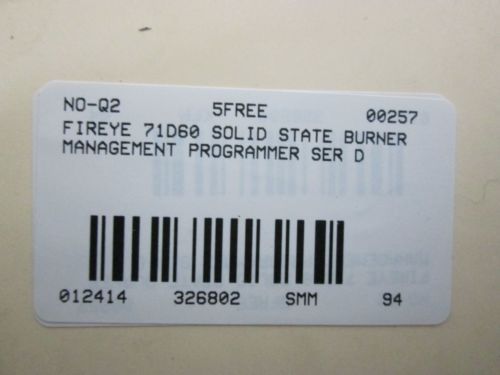 NO-Q2 5FREE 00257
FIREYE 71D60 SOLID STATE BURNER
MANAGEMENT PROGRAMMER SER D
012414 326802 SMM 94